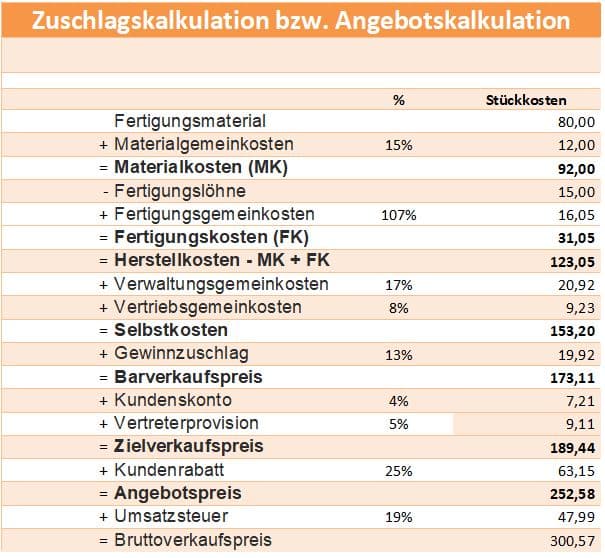 Zuschlagskalkulation bzw. Angebotskalkulation
% Stückkosten
Fertigungsmaterial 80,00
+ Materialgemeinkosten 15% 12,00
= Materialkosten (MK) 92,00
- Fertigungslöhne 15,00
+ Fertigungsgemeinkosten 107% 16,05
= Fertigungskosten (FK) 31,05
= Herstellkosten - MK + FK 123,05
+ Verwaltungsgemeinkosten 17% 20,92
+ Vertriebsgemeinkosten 8% 9,23
= Selbstkosten 153,20
+ Gewinnzuschlag 13% 19,92
= Barverkaufspreis 173,11
+ Kundenskonto 4% 7,21
+ Vertreterprovision 5% 9,11
= Zielverkaufspreis 189,44
+ Kundenrabatt 25% 63,15
= Angebotspreis 252,58
+ Umsatzsteuer 19% 47,99
= Bruttoverkaufspreis 300,57